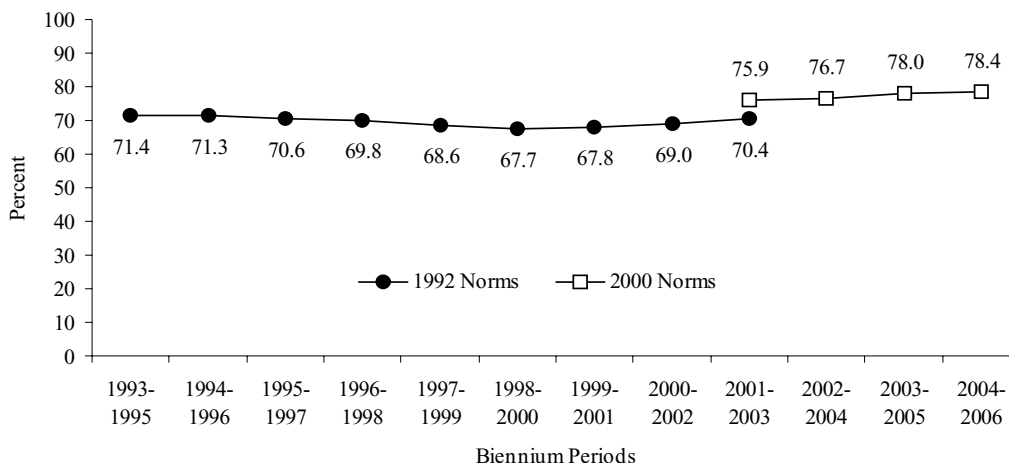 100
90
80
70
60
50
40
30
20
10
0
Percent
75.9 76.7 78.0 78.4
71.4 71.3 70.6 69.8 68.6 67.7 67.8 69.0 70.4
1992 Norms 2000 Norms
1993- 1994- 1995- 1996- 1997- 1998- 1999- 2000- 2001- 2002- 2003- 2004-
1995 1996 1997 1998 1999 2000 2001 2002 2003 2004 2005 2006
Biennium Periods